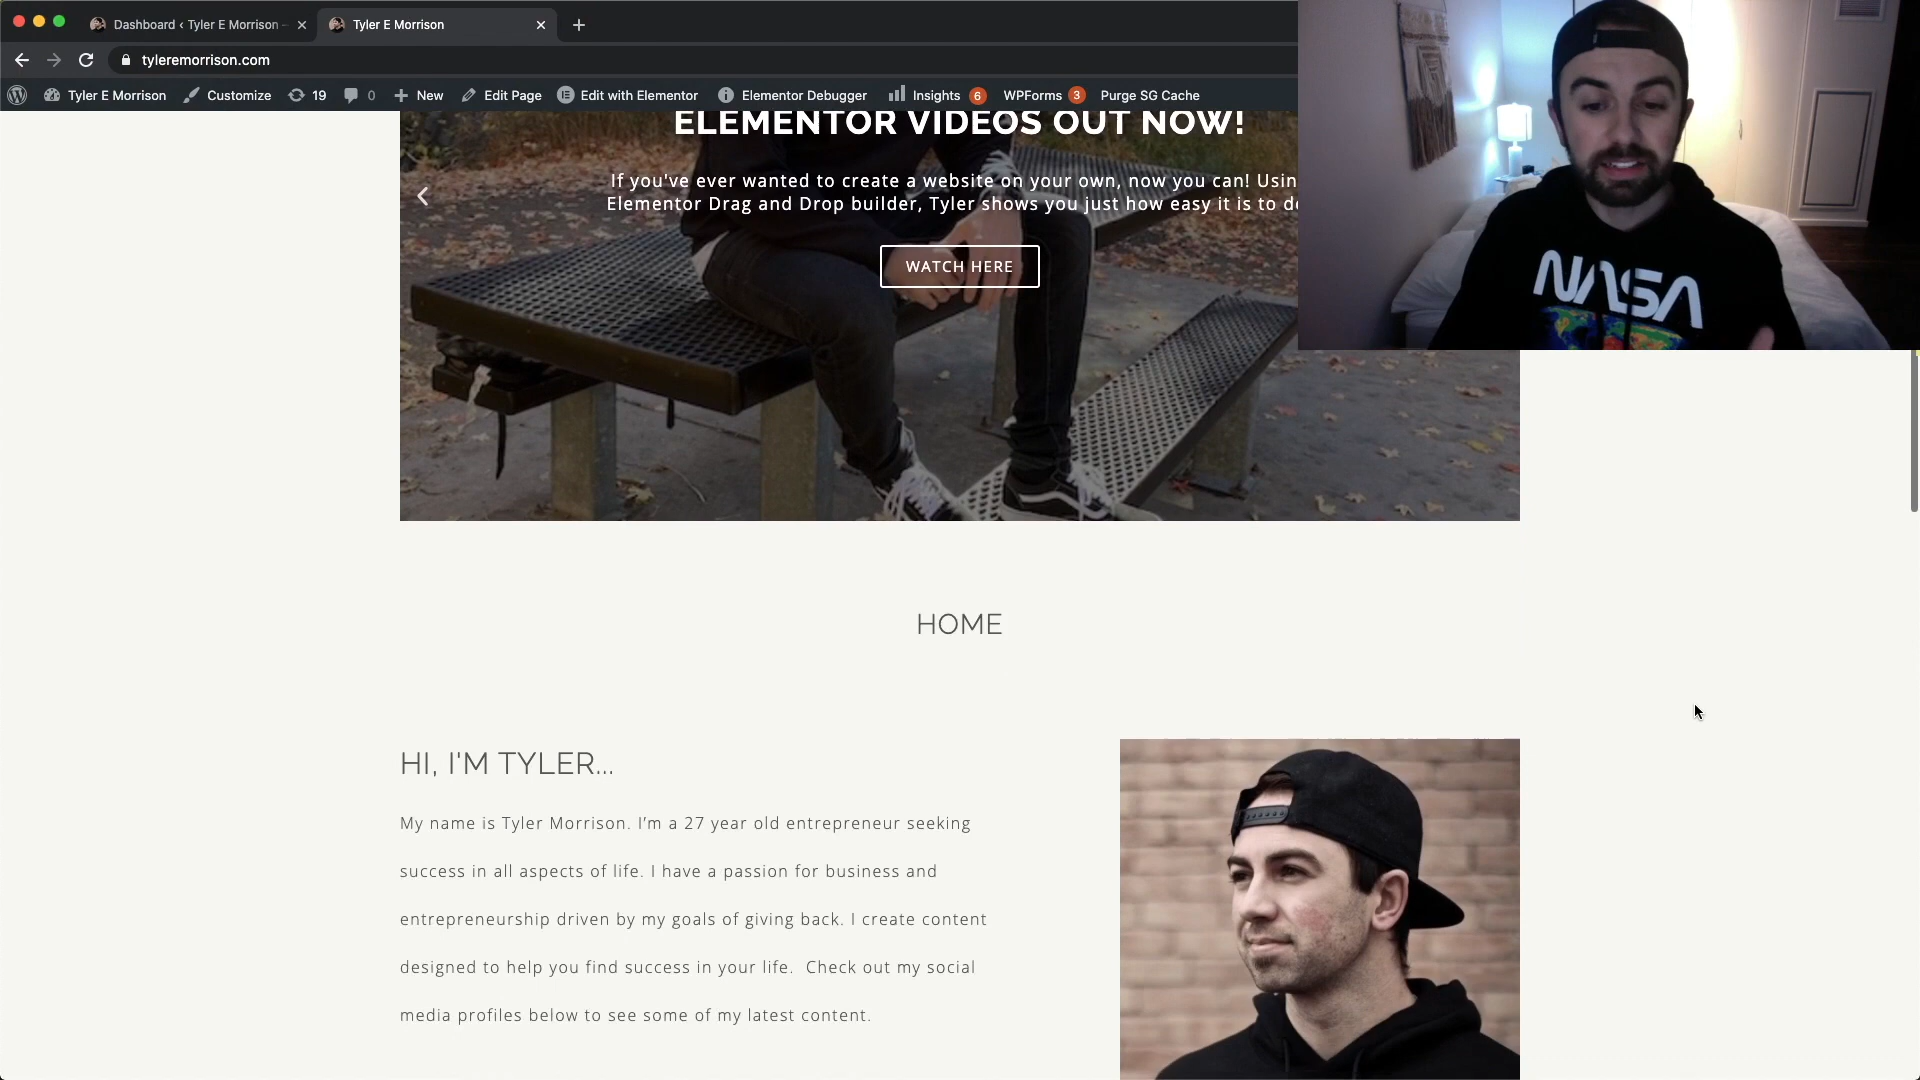 Dashboard ‹ Tyler E Morrison
Tyler E Morrison
tyleremorrison.com
Tyler E Morrison Customize 19 0 New Edit Page Edit with Elementor Elementor Debugger Insights 6 WPForms 3 Purge SG Cache
ELEMENTOR VIDEOS OUT NOW!
If you've ever wanted to create a website on your own, now you can!
Elementor Drag and Drop builder, Tyler shows you just how easy it is to
WATCH HERE
NASA
HOME
HI, I'M TYLER...
My name is Tyler Morrison. I'm a 27 year old entrepreneur seeking
success in all aspects of life. I have a passion for business and
entrepreneurship driven by my goals of giving back. I create content
designed to help you find success in your life.  Check out my social
media profiles below to see some of my latest content.